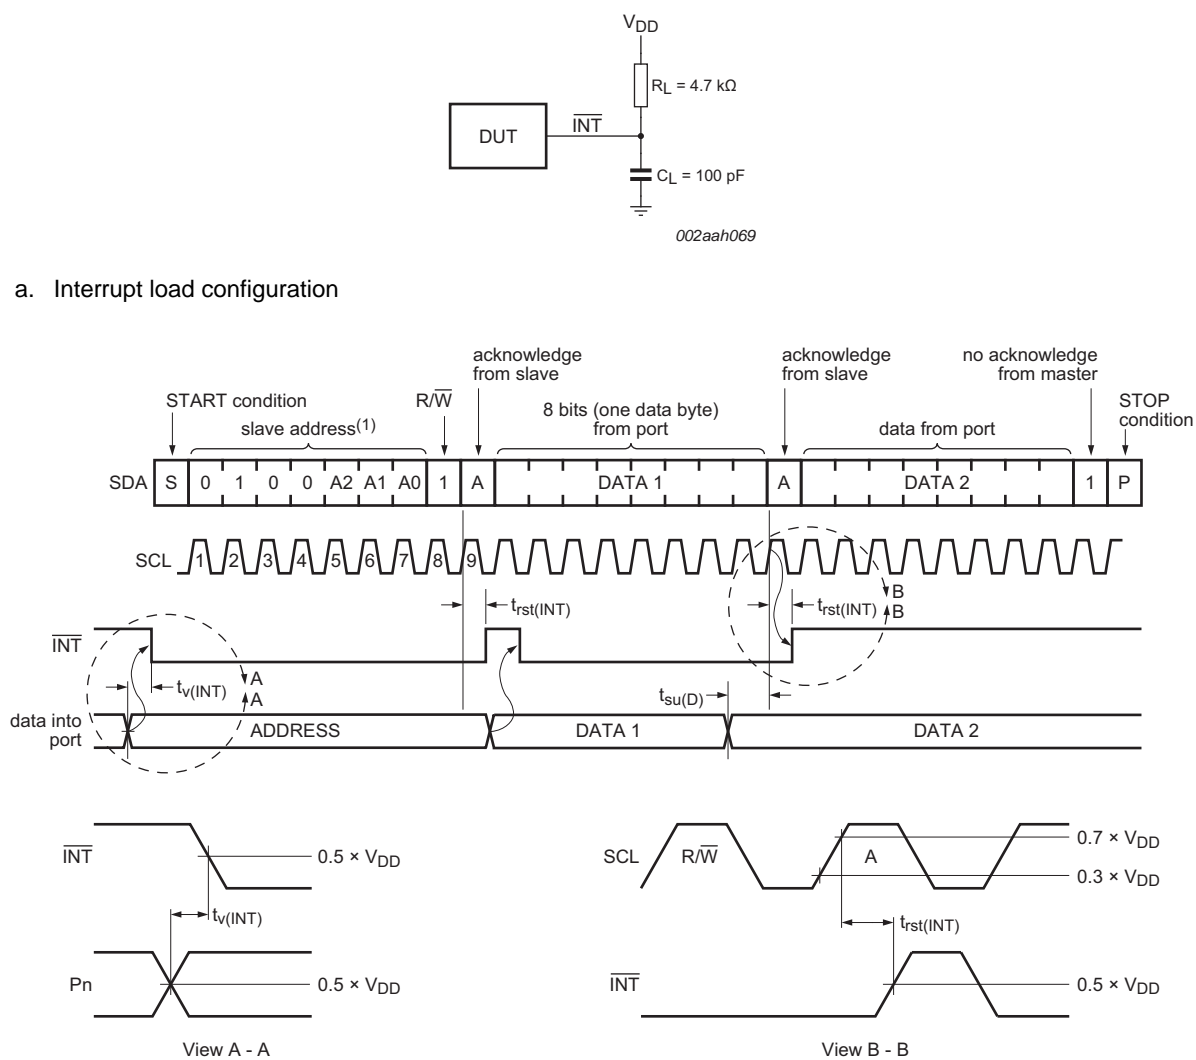 VDD
RL = 4.7 kΩ
DUT
INT
CL = 100 pF
002aah069
a. Interrupt load configuration
acknowledge
from slave
acknowledge
from slave
no acknowledge
from master
START condition
R/W
8 bits (one data byte)
from port
STOP
condition
slave address(1)
data from port
SDA S 0 1 0 0 A2 A1 A0 1 A DATA 1 A DATA 2 1 P
SCL 1 2 3 4 5 6 7 8 9
B
B
trst(INT)
trst(INT)
INT
A
A
tv(INT)
tsu(D)
data into
port
ADDRESS
DATA 1
DATA 2
INT
0.5 × VDD
tv(INT)
Pn
0.5 × VDD
View A - A
SCL
R/W
A
0.7 × VDD
0.3 × VDD
trst(INT)
INT
0.5 × VDD
View B - B